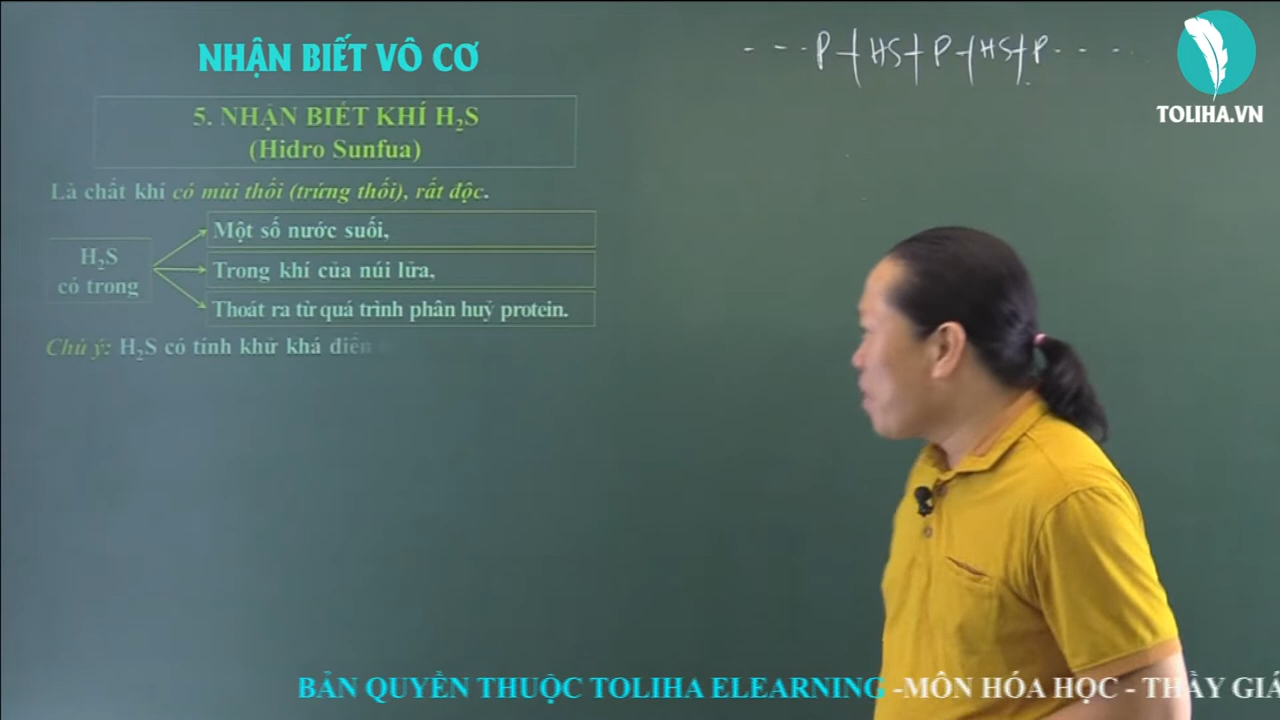 NHẬN BIẾT VÔ CƠ
- - - - P + HS + P + HS + P - - - -
TOLIHA.VN
5. NHẬN BIẾT KHÍ H₂S
(Hidro Sunfua)
Là chất khí có mùi thối (trứng thối), rất độc.
H₂S
có trong
Một số nước suối,
Trong khí của núi lửa,
Thoát ra từ quá trình phân huỷ protein.
Chú ý: H₂S có tính khử khá điển
BẢN QUYỀN THUỘC TOLIHA ELEARNING -MÔN HÓA HỌC - THẦY GIÁ